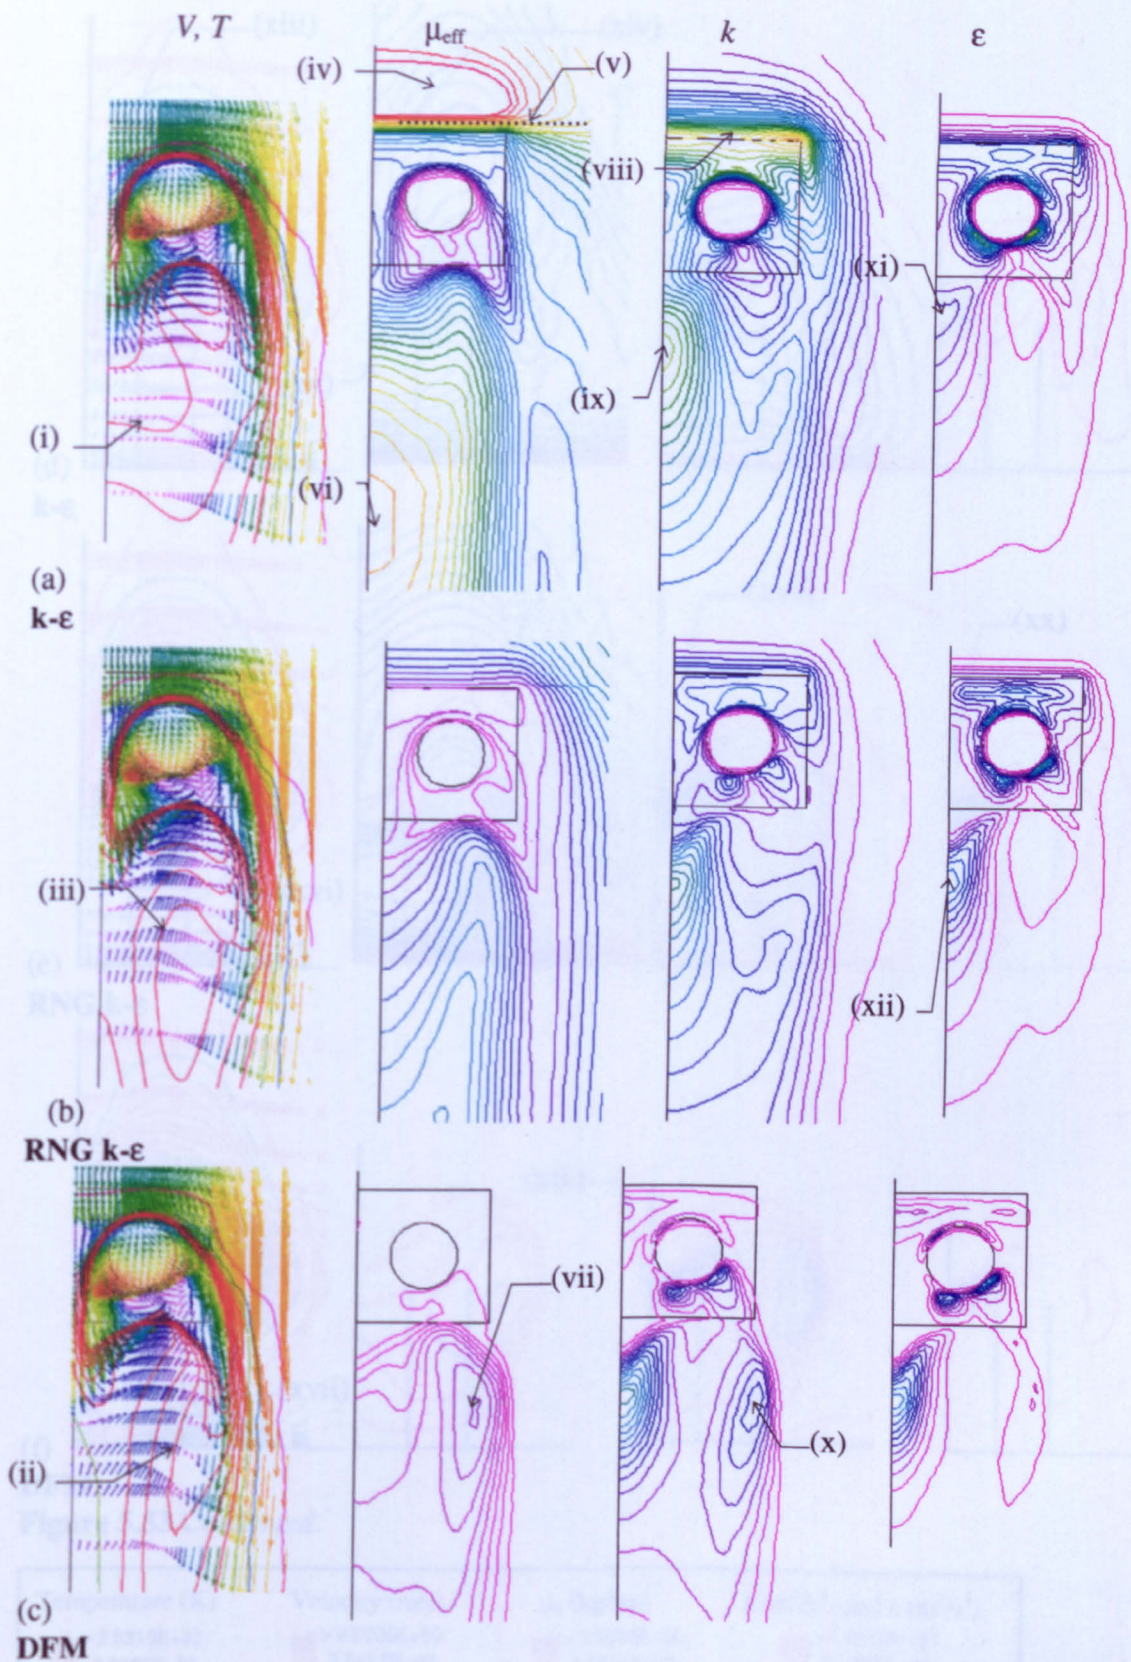 V, T μeff k ε
(iv) (v)
(viii)
(xi)
(ix)
(i)
(vi)
(a)
k-ε
(iii)
(xii)
(b)
RNG k-ε
(vii)
(x)
(ii)
(c)
DFM